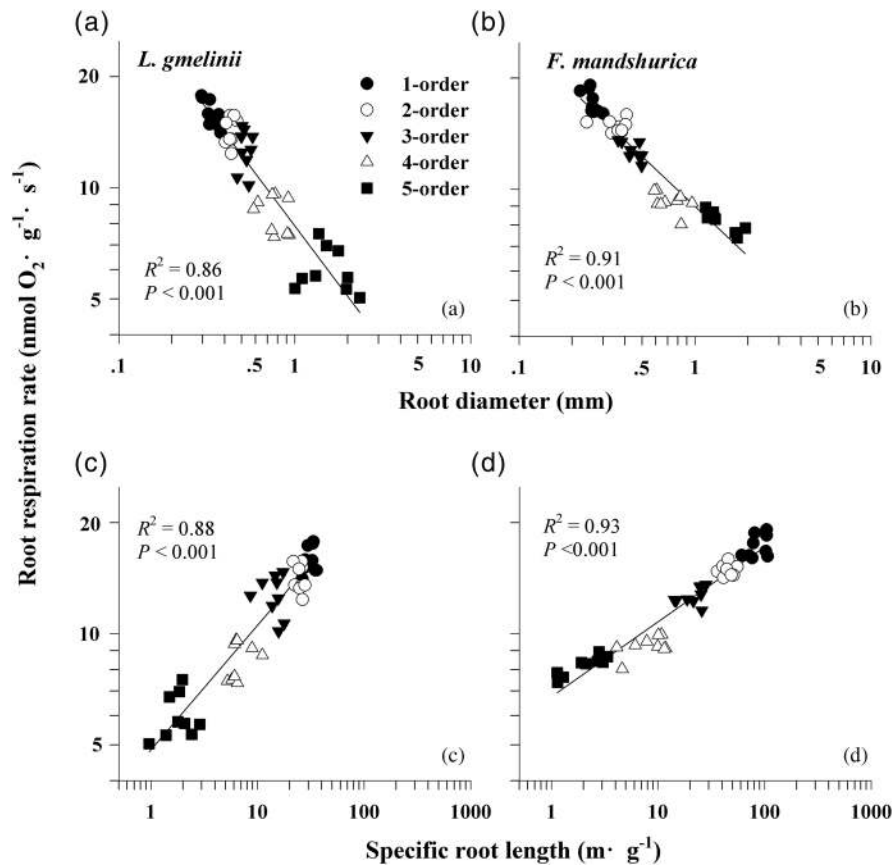 (a)
(b)
L. gmelinii
F. mandshurica
1-order
2-order
3-order
4-order
5-order
20
10
5
R² = 0.86
P < 0.001
(a)
R² = 0.91
P < 0.001
(b)
.1 .5 1 5 10
.1 .5 1 5 10
Root diameter (mm)
Root respiration rate (nmol O₂· g⁻¹· s⁻¹)
(c)
(d)
20
10
5
R² = 0.88
P < 0.001
(c)
R² = 0.93
P <0.001
(d)
1 10 100 1000
1 10 100 1000
Specific root length (m· g⁻¹)